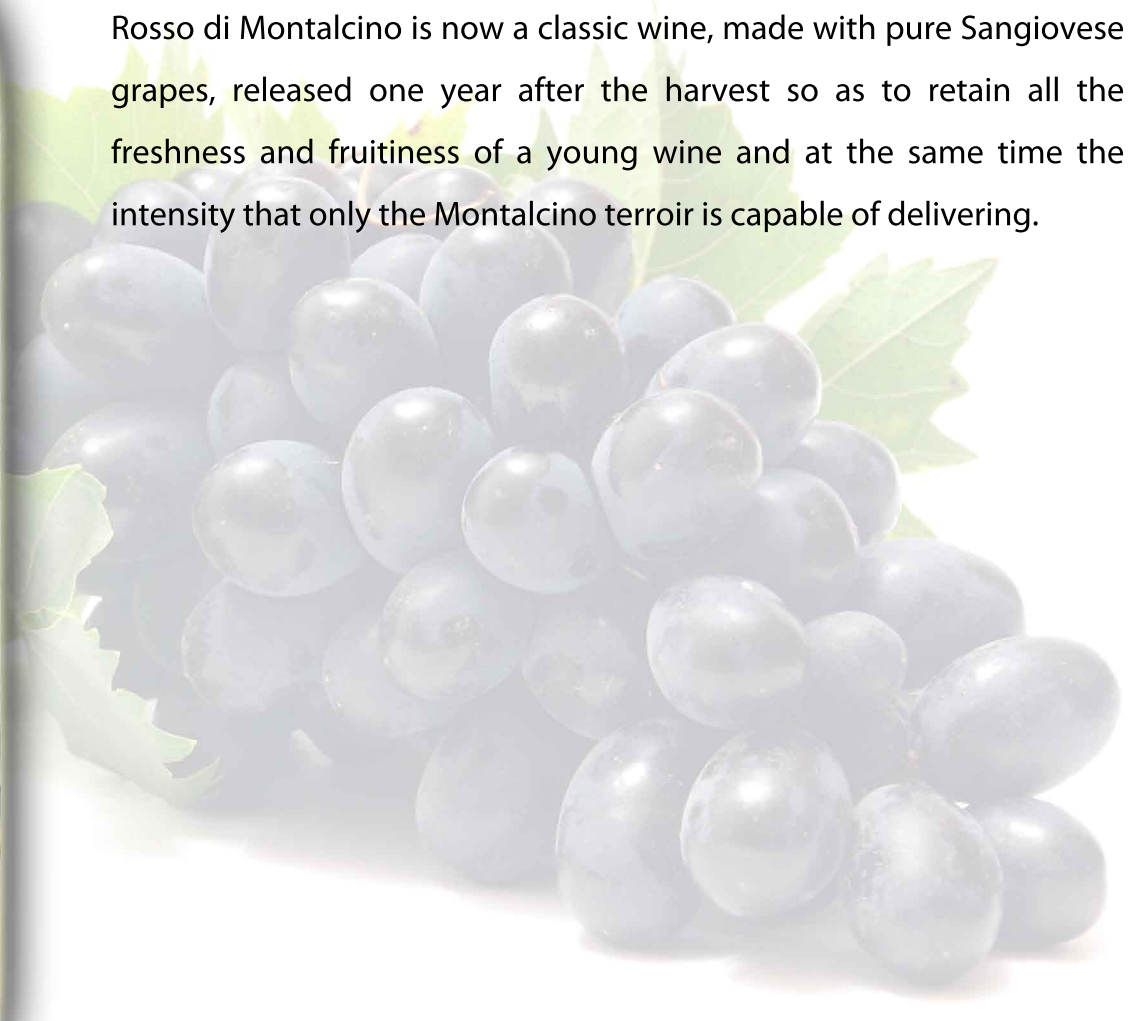 Rosso di Montalcino is now a classic wine, made with pure Sangiovese
grapes, released one year after the harvest so as to retain all the
freshness and fruitiness of a young wine and at the same time the
intensity that only the Montalcino terroir is capable of delivering.